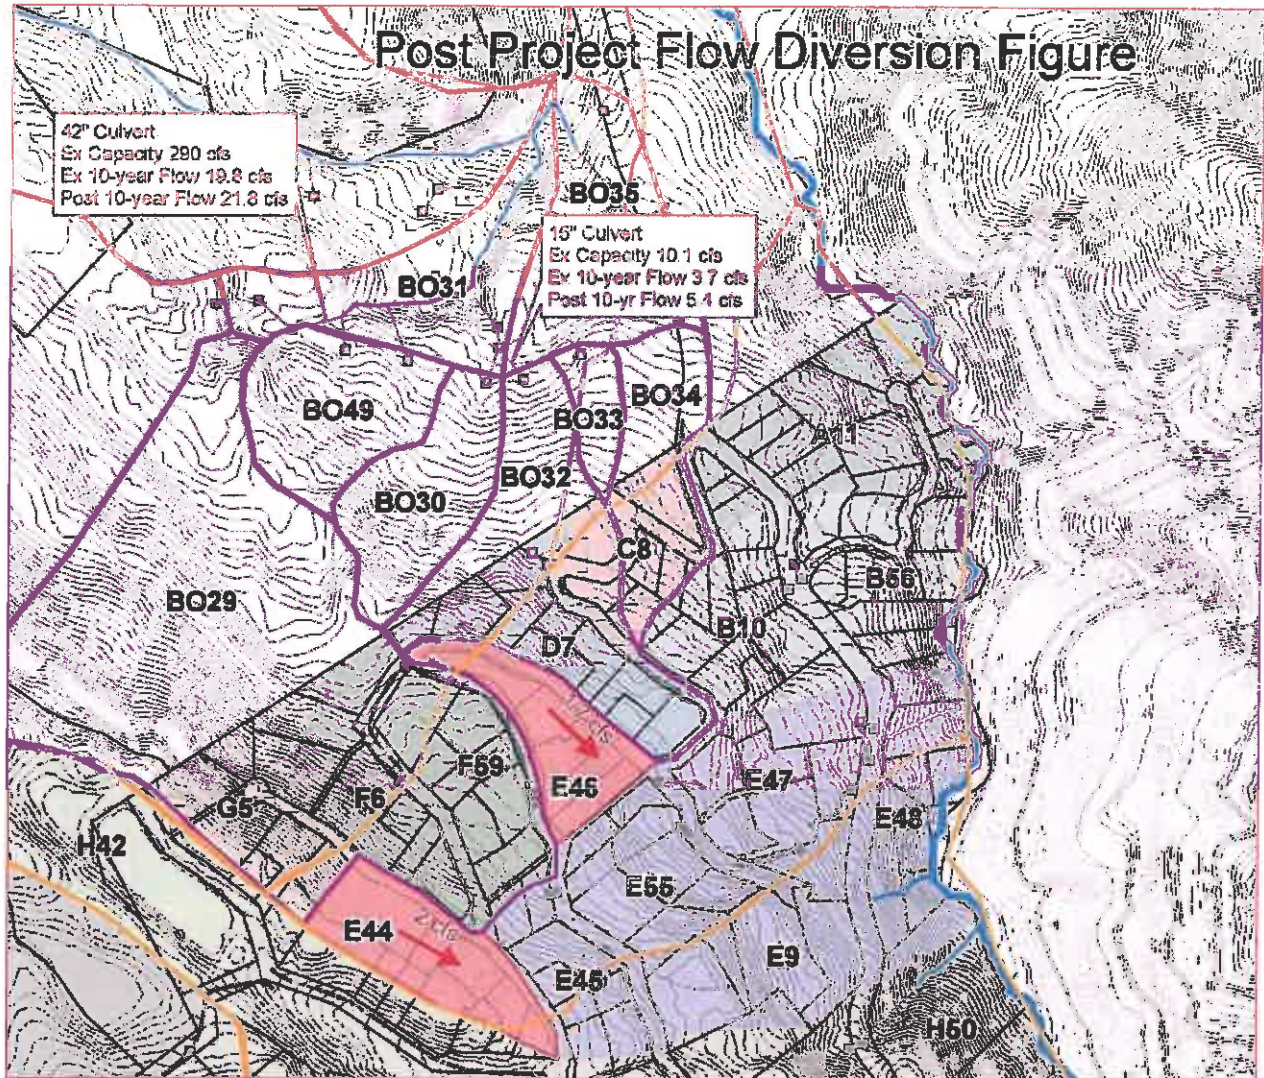 Post Project Flow Diversion Figure
42" Culvert
Ex Capacity 290 cfs
Ex 10-year Flow 19.8 cfs
Post 10-year Flow 21.8 cfs
BO35
15" Culvert
Ex Capacity 10.1 cfs
Ex 10-year Flow 3.7 cfs
Post 10-yr Flow 5.4 cfs
BO31
BO49
BO33
BO34
A11
BO32
BO30
C8
B56
BO29
B10
D7
cfs
F59
E46
E47
G5
F6
E48
H42
E55
E44
2 cfs
E45
E9
H50